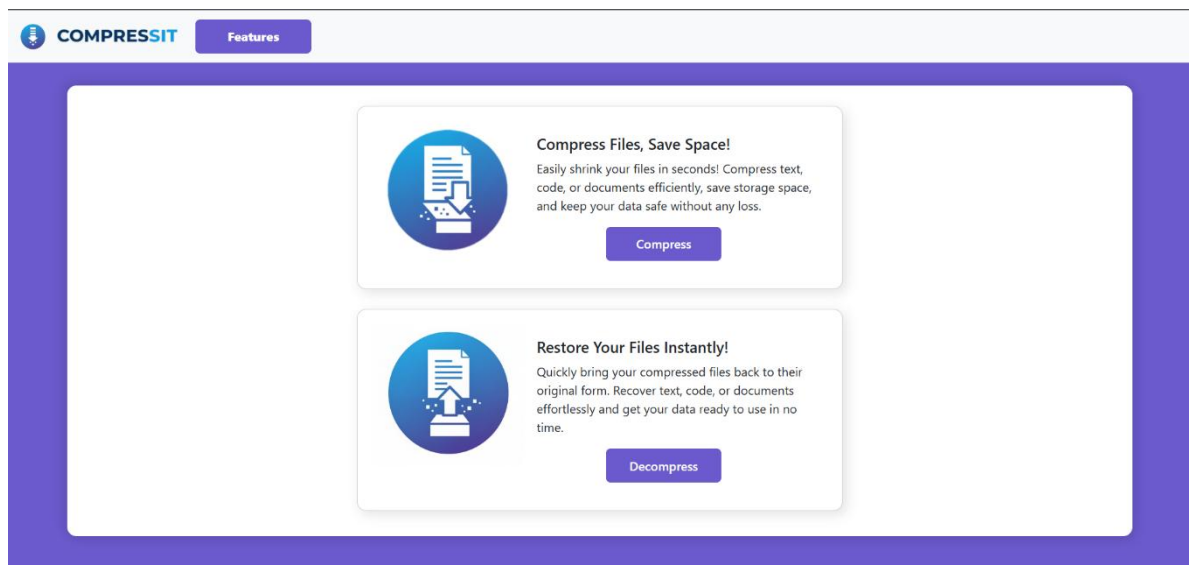 COMPRESSIT
Features
Compress Files, Save Space!
Easily shrink your files in seconds! Compress text,
code, or documents efficiently, save storage space,
and keep your data safe without any loss.
Compress
Restore Your Files Instantly!
Quickly bring your compressed files back to their
original form. Recover text, code, or documents
effortlessly and get your data ready to use in no
time.
Decompress